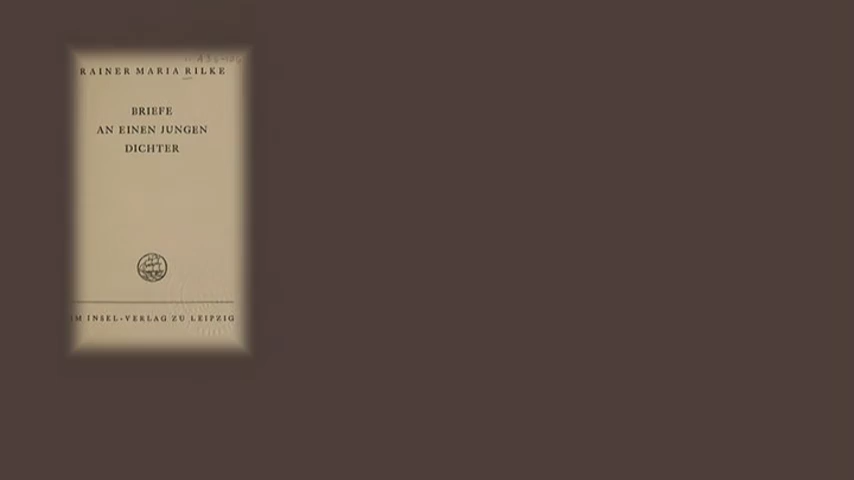 RAINER MARIA RILKE
BRIEFE
AN EINEN JUNGEN
DICHTER
IM INSEL-VERLAG ZU LEIPZIG